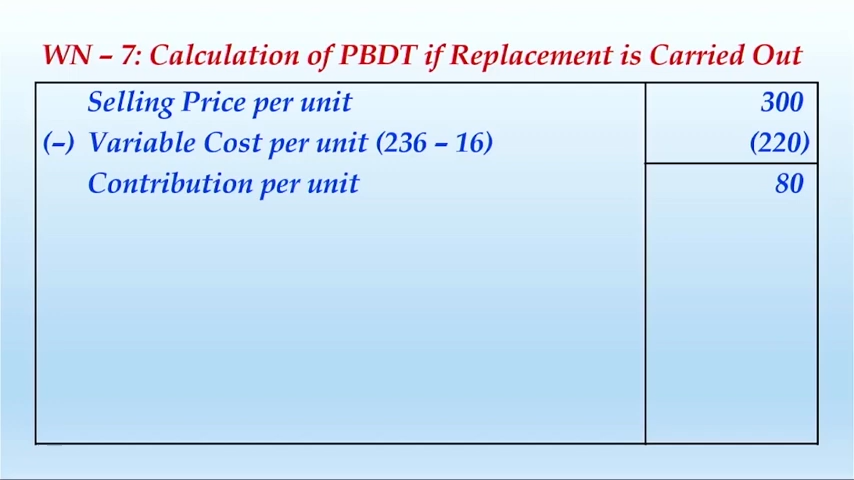 WN – 7: Calculation of PBDT if Replacement is Carried Out
Selling Price per unit 300
(–) Variable Cost per unit (236 – 16) (220)
Contribution per unit 80